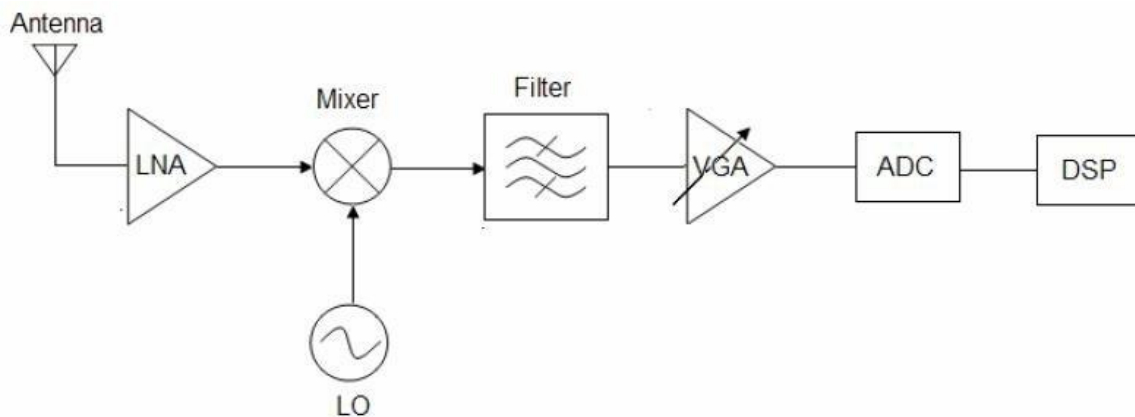 Antenna
LNA
Mixer
LO
Filter
VGA
ADC
DSP